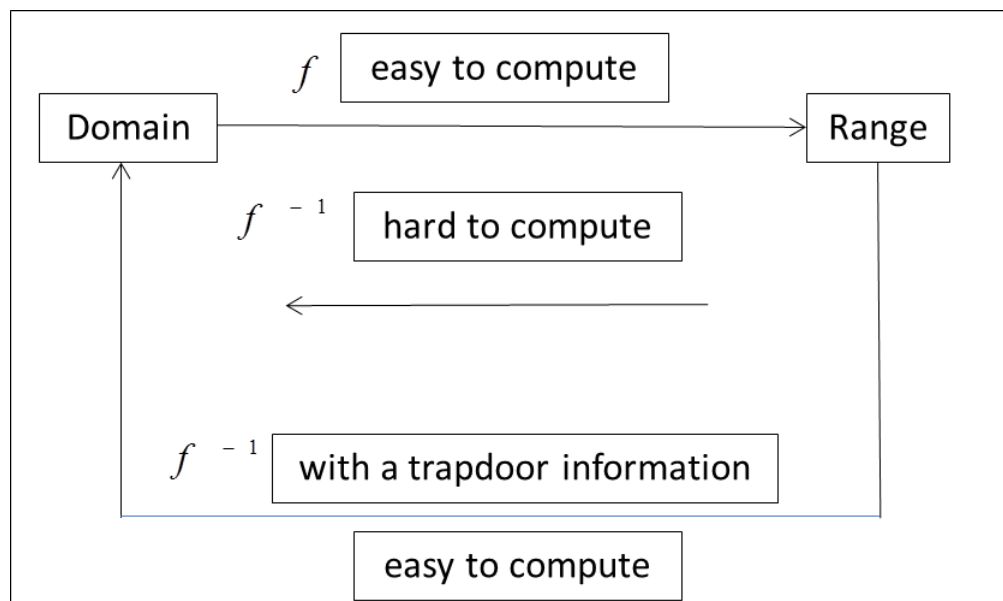 f easy to compute
Domain Range
f − 1 hard to compute
f − 1 with a trapdoor information
easy to compute